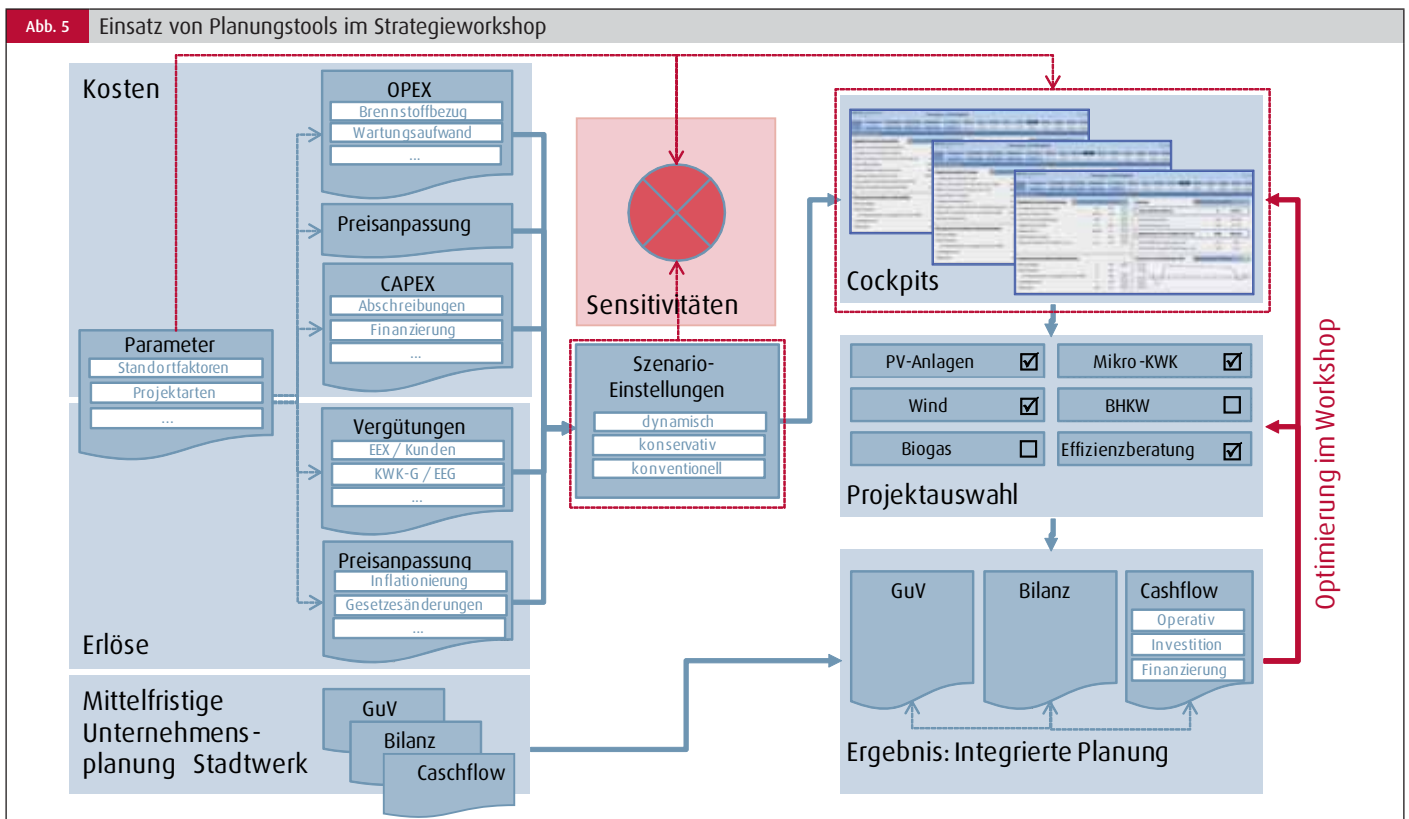 Abb. 5
Einsatz von Planungstools im Strategieworkshop
Kosten
OPEX
Brennstoffbezug
Wartungsaufwand
...
Preisanpassung
CAPEX
Abschreibungen
Finanzierung
...
Parameter
Standortfaktoren
Projektarten
...
Vergütungen
EEX / Kunden
KWK-G / EEG
...
Preisanpassung
Inflationierung
Gesetzesänderungen
...
Erlöse
Mittelfristige
Unternehmens-
planung Stadtwerk
GuV
Bilanz
Caschflow
Sensitivitäten
Szenario-
Einstellungen
dynamisch
konservativ
konventionell
Cockpits
PV-Anlagen
Mikro-KWK
Wind
BHKW
Biogas
Effizienzberatung
Projektauswahl
GuV
Bilanz
Cashflow
Operativ
Investition
Finanzierung
Ergebnis: Integrierte Planung
Optimierung im Workshop